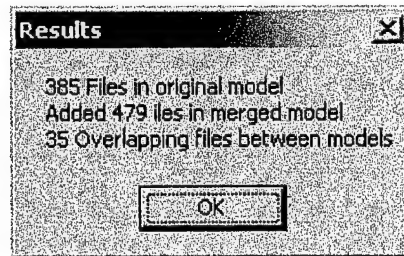 Results
385 Files in original model
Added 479 iles in merged model
35 Overlapping files between models
OK